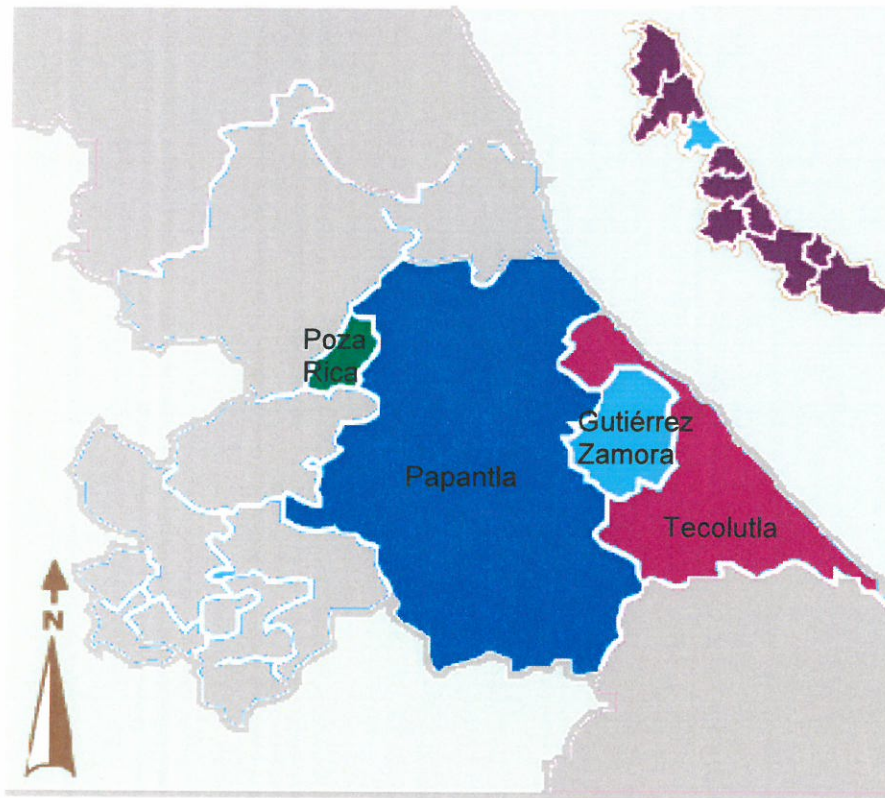 Poza
Rica
Gutiérrez
Zamora
Papantla
Tecolutla
N